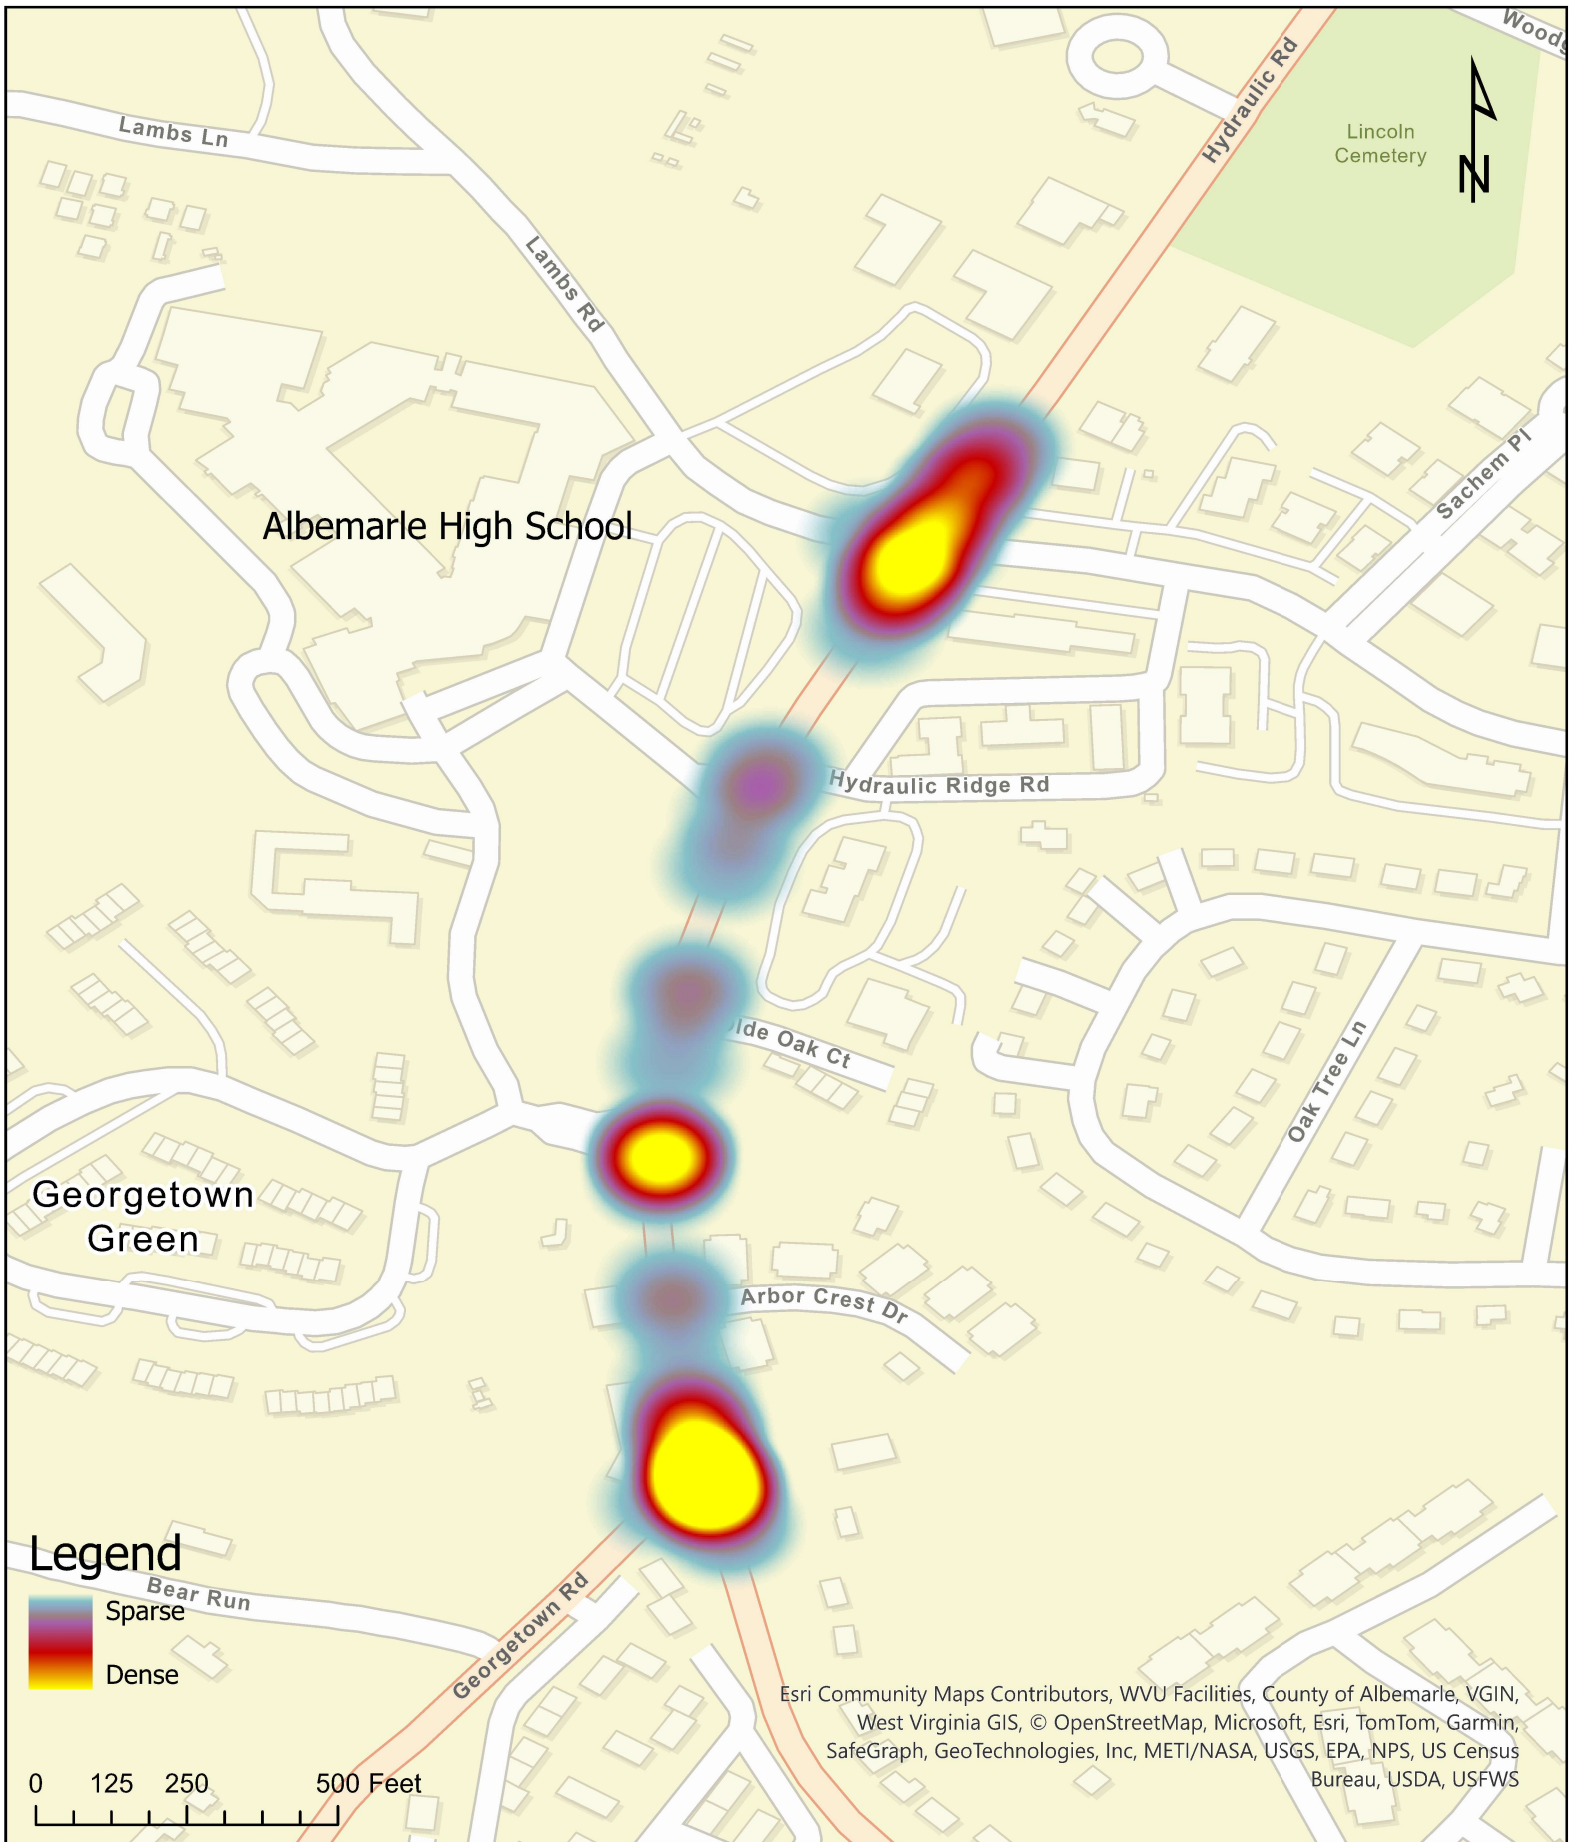 Woodg
Hydraulic Rd
Lincoln
Cemetery
N
Lambs Ln
Lambs Rd
Sachem Pl
Albemarle High School
Hydraulic Ridge Rd
Olde Oak Ct
Oak Tree Ln
Georgetown
Green
Arbor Crest Dr
Legend
Sparse
Dense
Bear Run
Georgetown Rd
Esri Community Maps Contributors, WVU Facilities, County of Albemarle, VGIN,
West Virginia GIS, © OpenStreetMap, Microsoft, Esri, TomTom, Garmin,
SafeGraph, GeoTechnologies, Inc, METI/NASA, USGS, EPA, NPS, US Census
Bureau, USDA, USFWS
0 125 250 500 Feet